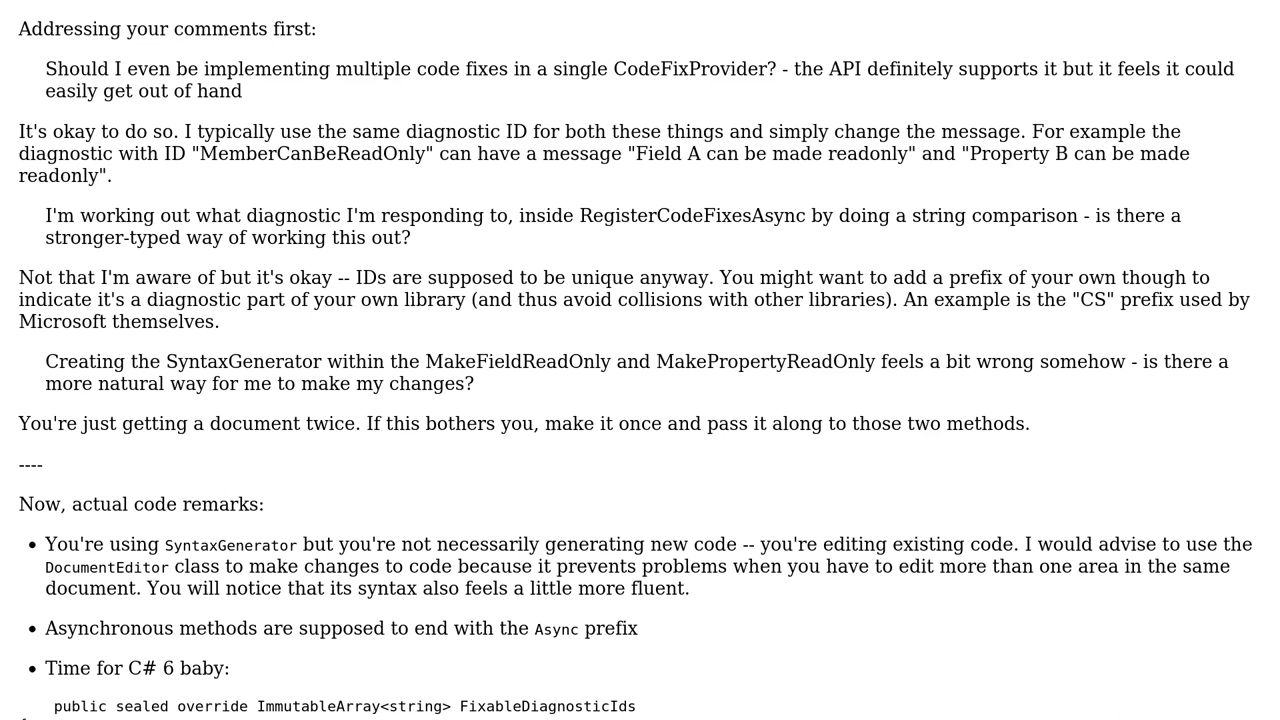 Addressing your comments first:
Should I even be implementing multiple code fixes in a single CodeFixProvider? - the API definitely supports it but it feels it could
easily get out of hand
It's okay to do so. I typically use the same diagnostic ID for both these things and simply change the message. For example the
diagnostic with ID "MemberCanBeReadOnly" can have a message "Field A can be made readonly" and "Property B can be made
readonly".
I'm working out what diagnostic I'm responding to, inside RegisterCodeFixesAsync by doing a string comparison - is there a
stronger-typed way of working this out?
Not that I'm aware of but it's okay -- IDs are supposed to be unique anyway. You might want to add a prefix of your own though to
indicate it's a diagnostic part of your own library (and thus avoid collisions with other libraries). An example is the "CS" prefix used by
Microsoft themselves.
Creating the SyntaxGenerator within the MakeFieldReadOnly and MakePropertyReadOnly feels a bit wrong somehow - is there a
more natural way for me to make my changes?
You're just getting a document twice. If this bothers you, make it once and pass it along to those two methods.
----
Now, actual code remarks:
• You're using SyntaxGenerator but you're not necessarily generating new code -- you're editing existing code. I would advise to use the
DocumentEditor class to make changes to code because it prevents problems when you have to edit more than one area in the same
document. You will notice that its syntax also feels a little more fluent.
• Asynchronous methods are supposed to end with the Async prefix
• Time for C# 6 baby:
public sealed override ImmutableArray<string> FixableDiagnosticIds